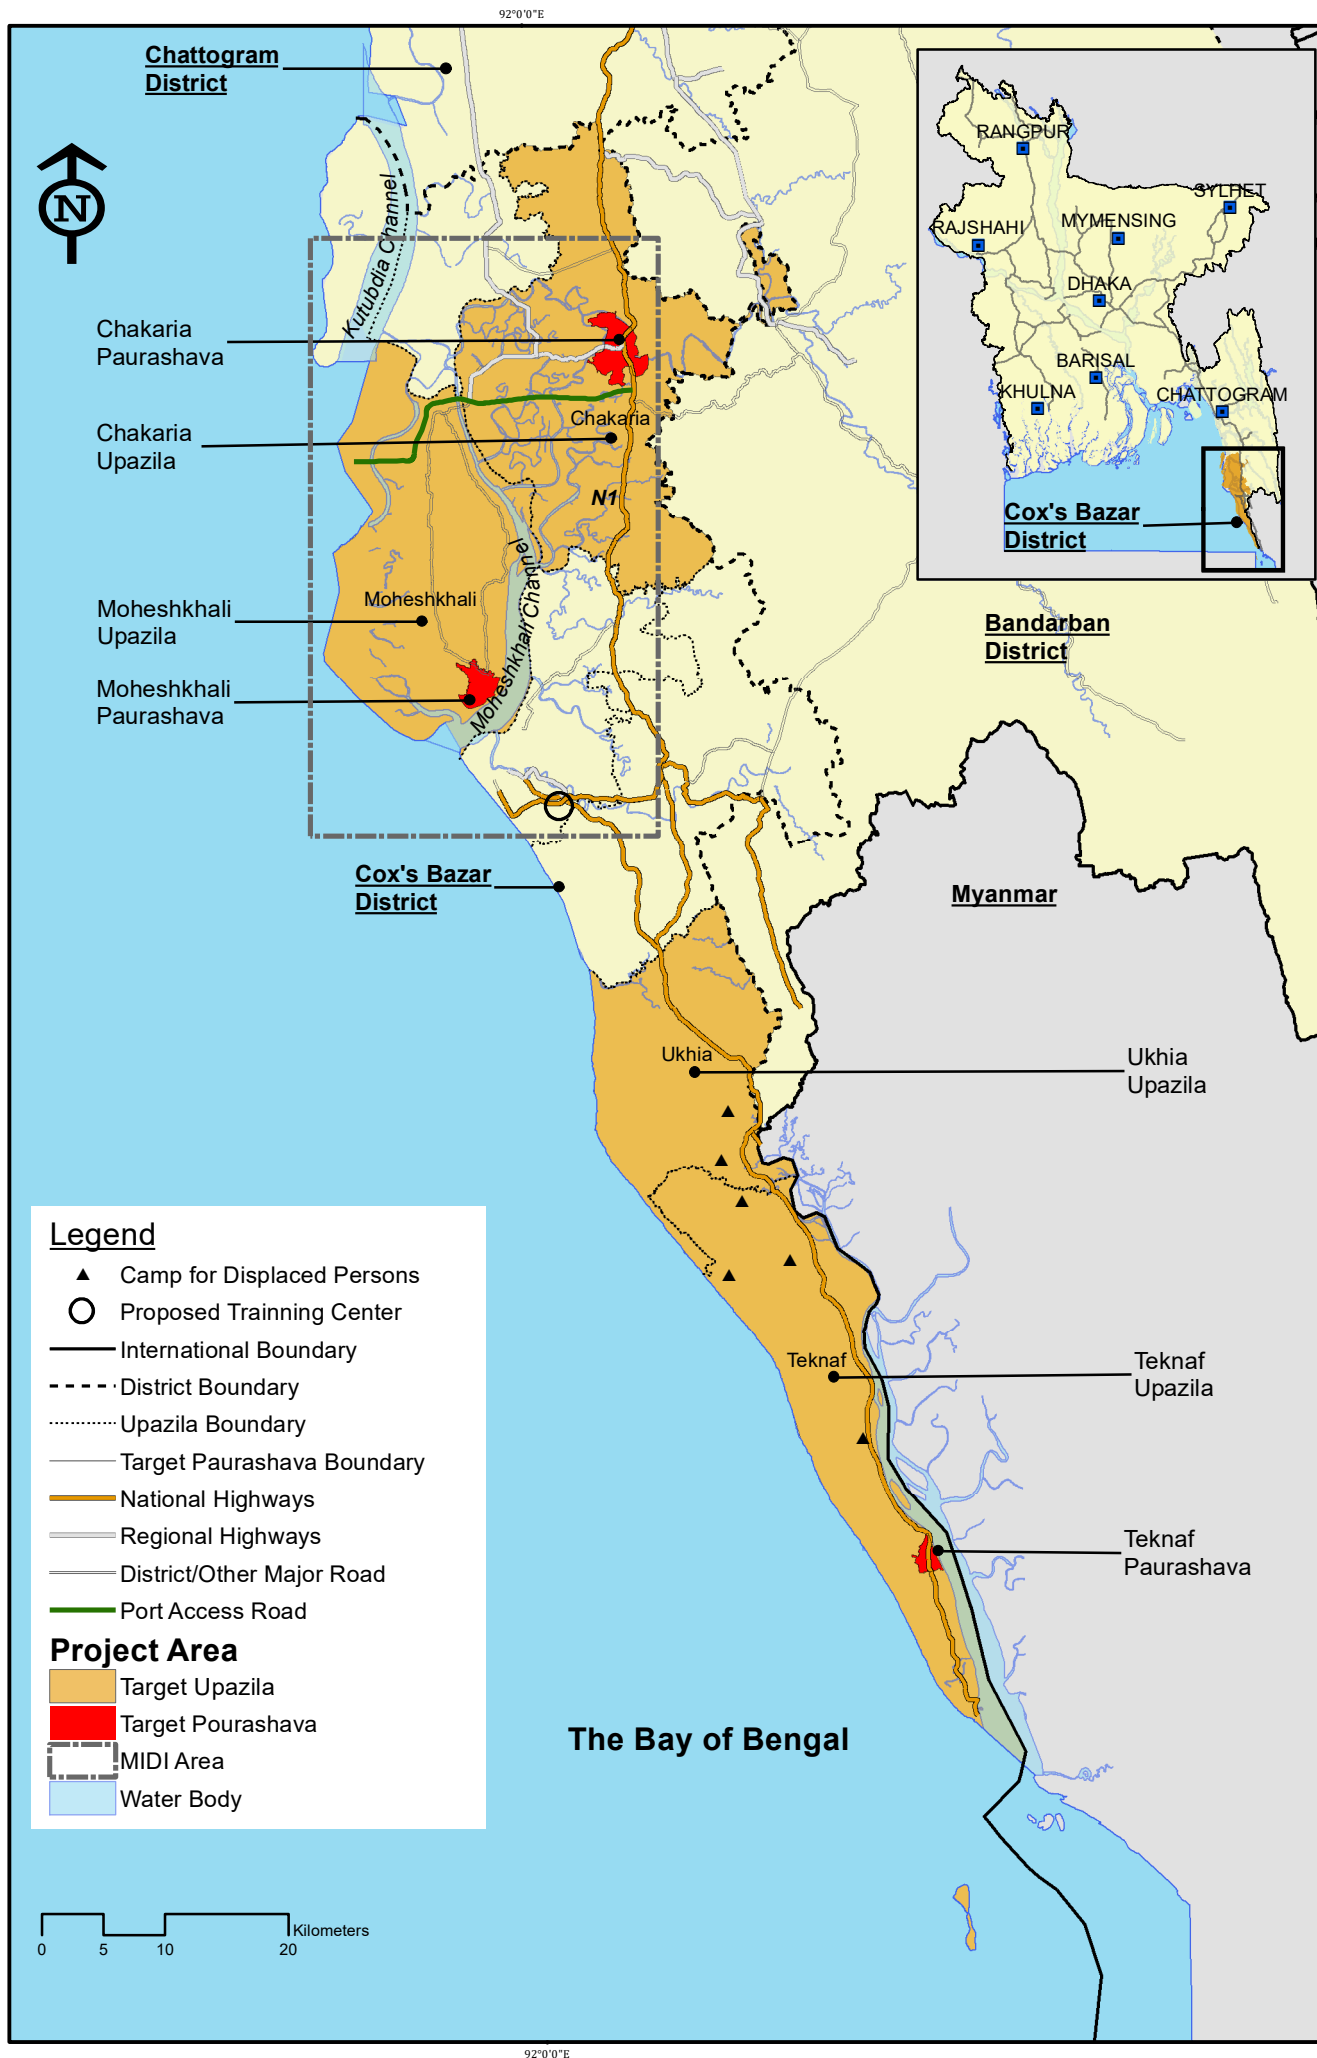 92°0'0"E
Chattogram
District
Kutubdia Channel
Chakaria
Paurashava
Chakaria
Upazila
Chakaria
N1
Moheshkhali
Upazila
Moheshkhali
Moheshkhali Channel
Moheshkhali
Paurashava
Cox's Bazar
District
RANGPUR
SYLHET
RAJSHAHI
MYMENSING
DHAKA
BARISAL
KHULNA
CHATTOGRAM
Cox's Bazar
District
Bandarban
District
Myanmar
Ukhia
Ukhia
Upazila
Teknaf
Teknaf
Upazila
Teknaf
Paurashava
The Bay of Bengal
N
Legend
Camp for Displaced Persons
Proposed Trainning Center
International Boundary
District Boundary
Upazila Boundary
Target Paurashava Boundary
National Highways
Regional Highways
District/Other Major Road
Port Access Road
Project Area
Target Upazila
Target Pourashava
MIDI Area
Water Body
Kilometers
0 5 10 20
92°0'0"E